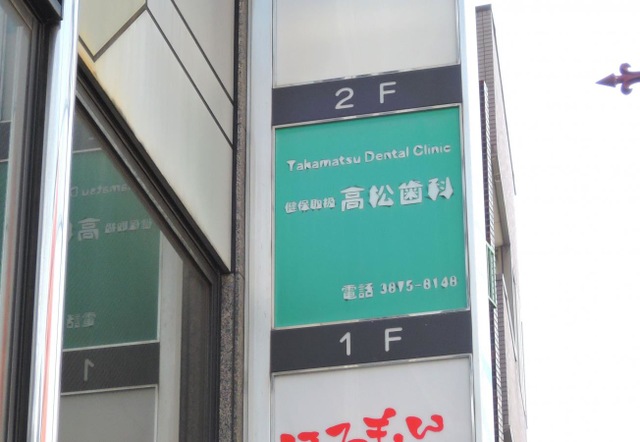 2F
Takamatsu Dental Clinic
健保取扱 高松歯科
電話 3875-8148
1F